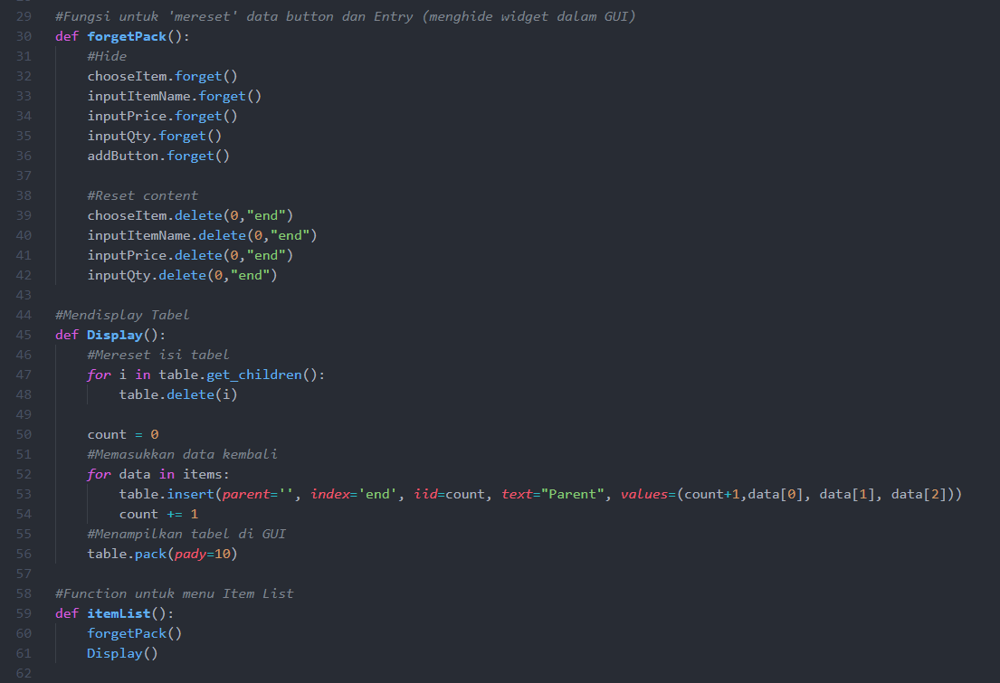 29 #Fungsi untuk 'mereset' data button dan Entry (menghide widget dalam GUI)
30 def forgetPack():
31     #Hide
32     chooseItem.forget()
33     inputItemName.forget()
34     inputPrice.forget()
35     inputQty.forget()
36     addButton.forget()
37
38     #Reset content
39     chooseItem.delete(0,"end")
40     inputItemName.delete(0,"end")
41     inputPrice.delete(0,"end")
42     inputQty.delete(0,"end")
43
44 #Mendisplay Tabel
45 def Display():
46     #Mereset isi tabel
47     for i in table.get_children():
48         table.delete(i)
49
50     count = 0
51     #Memasukkan data kembali
52     for data in items:
53         table.insert(parent='', index='end', iid=count, text="Parent", values=(count+1,data[0], data[1], data[2]))
54         count += 1
55     #Menampilkan tabel di GUI
56     table.pack(pady=10)
57
58 #Function untuk menu Item List
59 def itemList():
60     forgetPack()
61     Display()
62